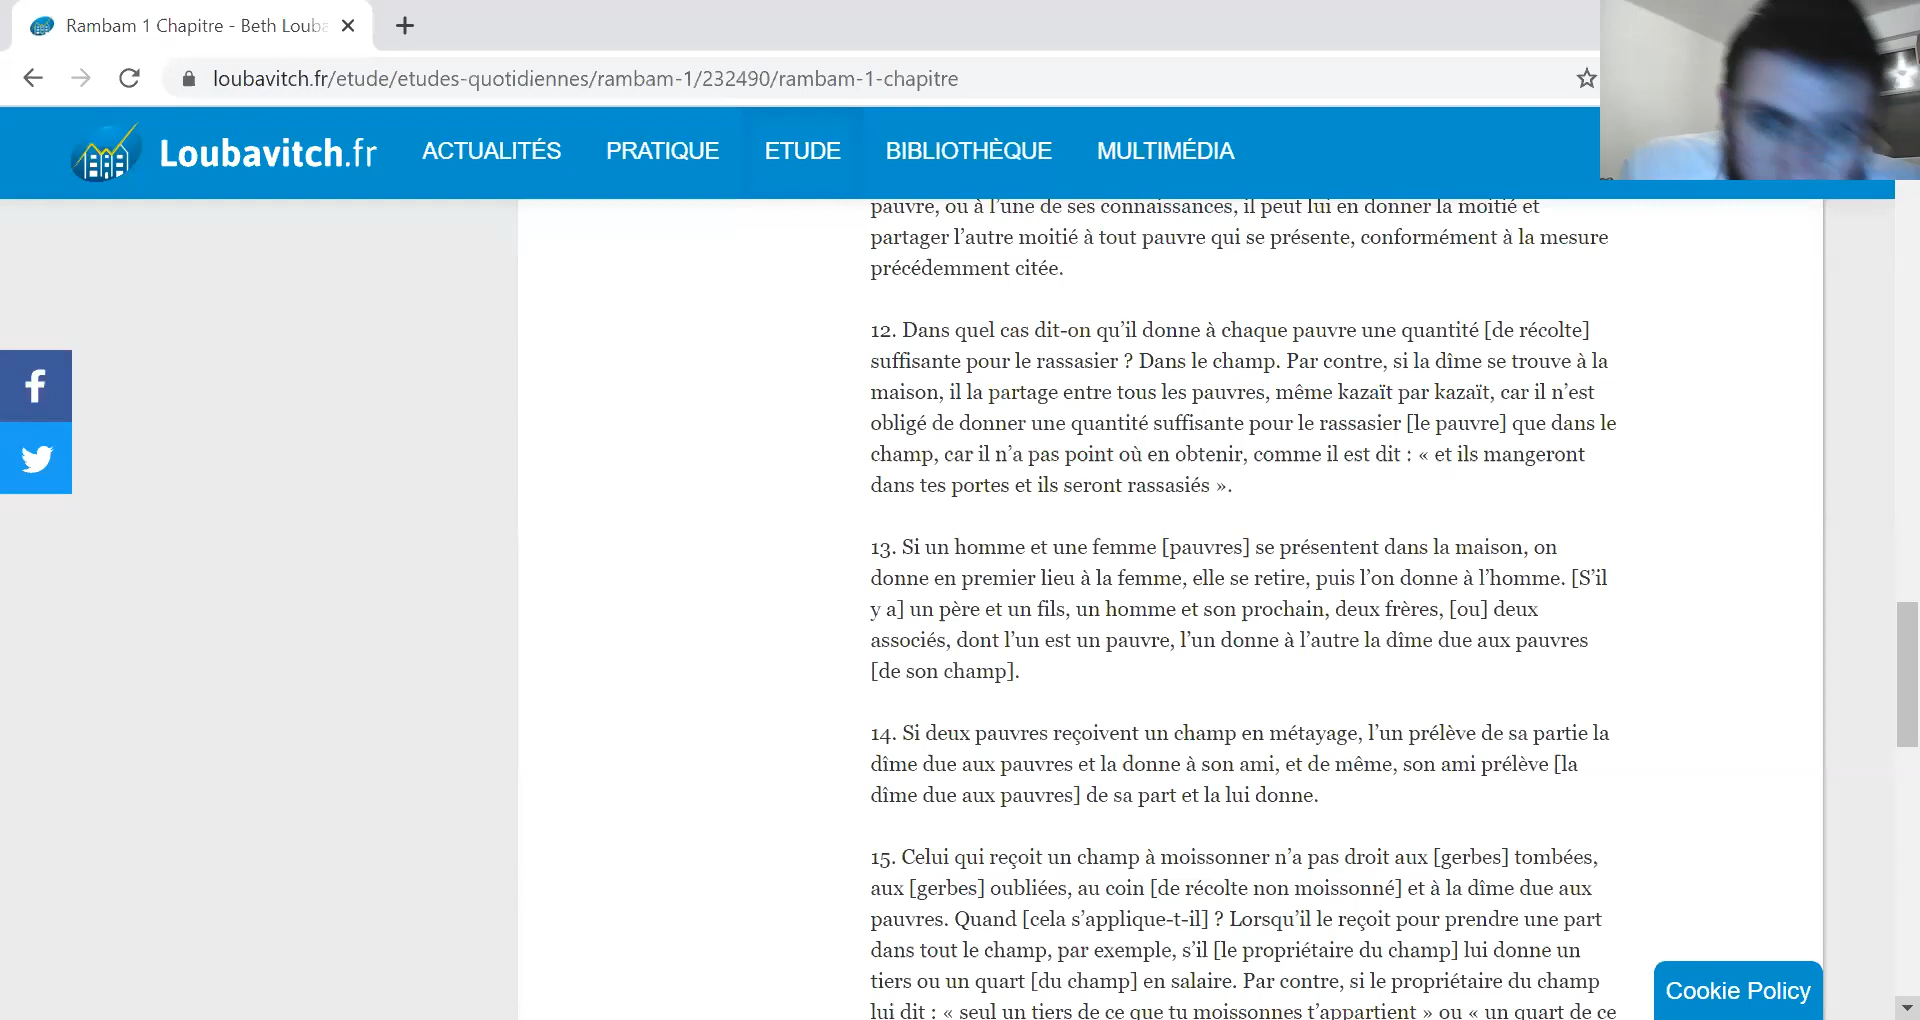 Rambam 1 Chapitre - Beth Louba
loubavitch.fr/etude/etudes-quotidiennes/rambam-1/232490/rambam-1-chapitre
Loubavitch.fr ACTUALITÉS PRATIQUE ETUDE BIBLIOTHÈQUE MULTIMÉDIA
pauvre, ou à l’une de ses connaissances, il peut lui en donner la moitié et
partager l’autre moitié à tout pauvre qui se présente, conformément à la mesure
précédemment citée.
12. Dans quel cas dit-on qu’il donne à chaque pauvre une quantité [de récolte]
suffisante pour le rassasier ? Dans le champ. Par contre, si la dîme se trouve à la
maison, il la partage entre tous les pauvres, même kazaït par kazaït, car il n’est
obligé de donner une quantité suffisante pour le rassasier [le pauvre] que dans le
champ, car il n’a pas point où en obtenir, comme il est dit : « et ils mangeront
dans tes portes et ils seront rassasiés ».
13. Si un homme et une femme [pauvres] se présentent dans la maison, on
donne en premier lieu à la femme, elle se retire, puis l’on donne à l’homme. [S’il
y a] un père et un fils, un homme et son prochain, deux frères, [ou] deux
associés, dont l’un est un pauvre, l’un donne à l’autre la dîme due aux pauvres
[de son champ].
14. Si deux pauvres reçoivent un champ en métayage, l’un prélève de sa partie la
dîme due aux pauvres et la donne à son ami, et de même, son ami prélève [la
dîme due aux pauvres] de sa part et la lui donne.
15. Celui qui reçoit un champ à moissonner n’a pas droit aux [gerbes] tombées,
aux [gerbes] oubliées, au coin [de récolte non moissonné] et à la dîme due aux
pauvres. Quand [cela s’applique-t-il] ? Lorsqu’il le reçoit pour prendre une part
dans tout le champ, par exemple, s’il [le propriétaire du champ] lui donne un
tiers ou un quart [du champ] en salaire. Par contre, si le propriétaire du champ
lui dit : « seul un tiers de ce que tu moissonnes t’appartient » ou « un quart de ce
Cookie Policy